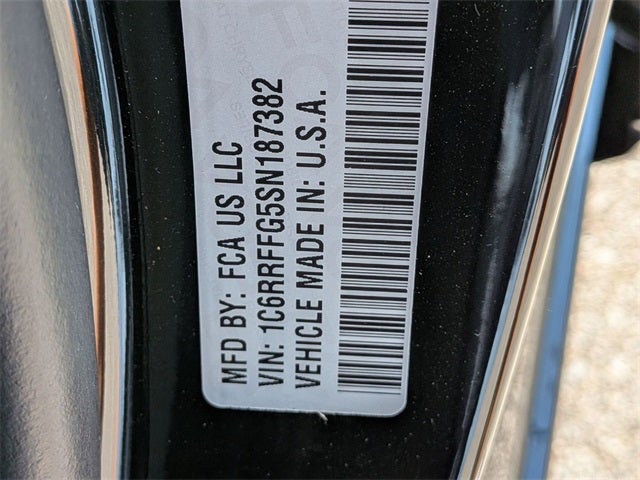 MFD BY: FCA US LLC
VIN: 1C6RRFFG5SN187382
VEHICLE MADE IN: U.S.A.